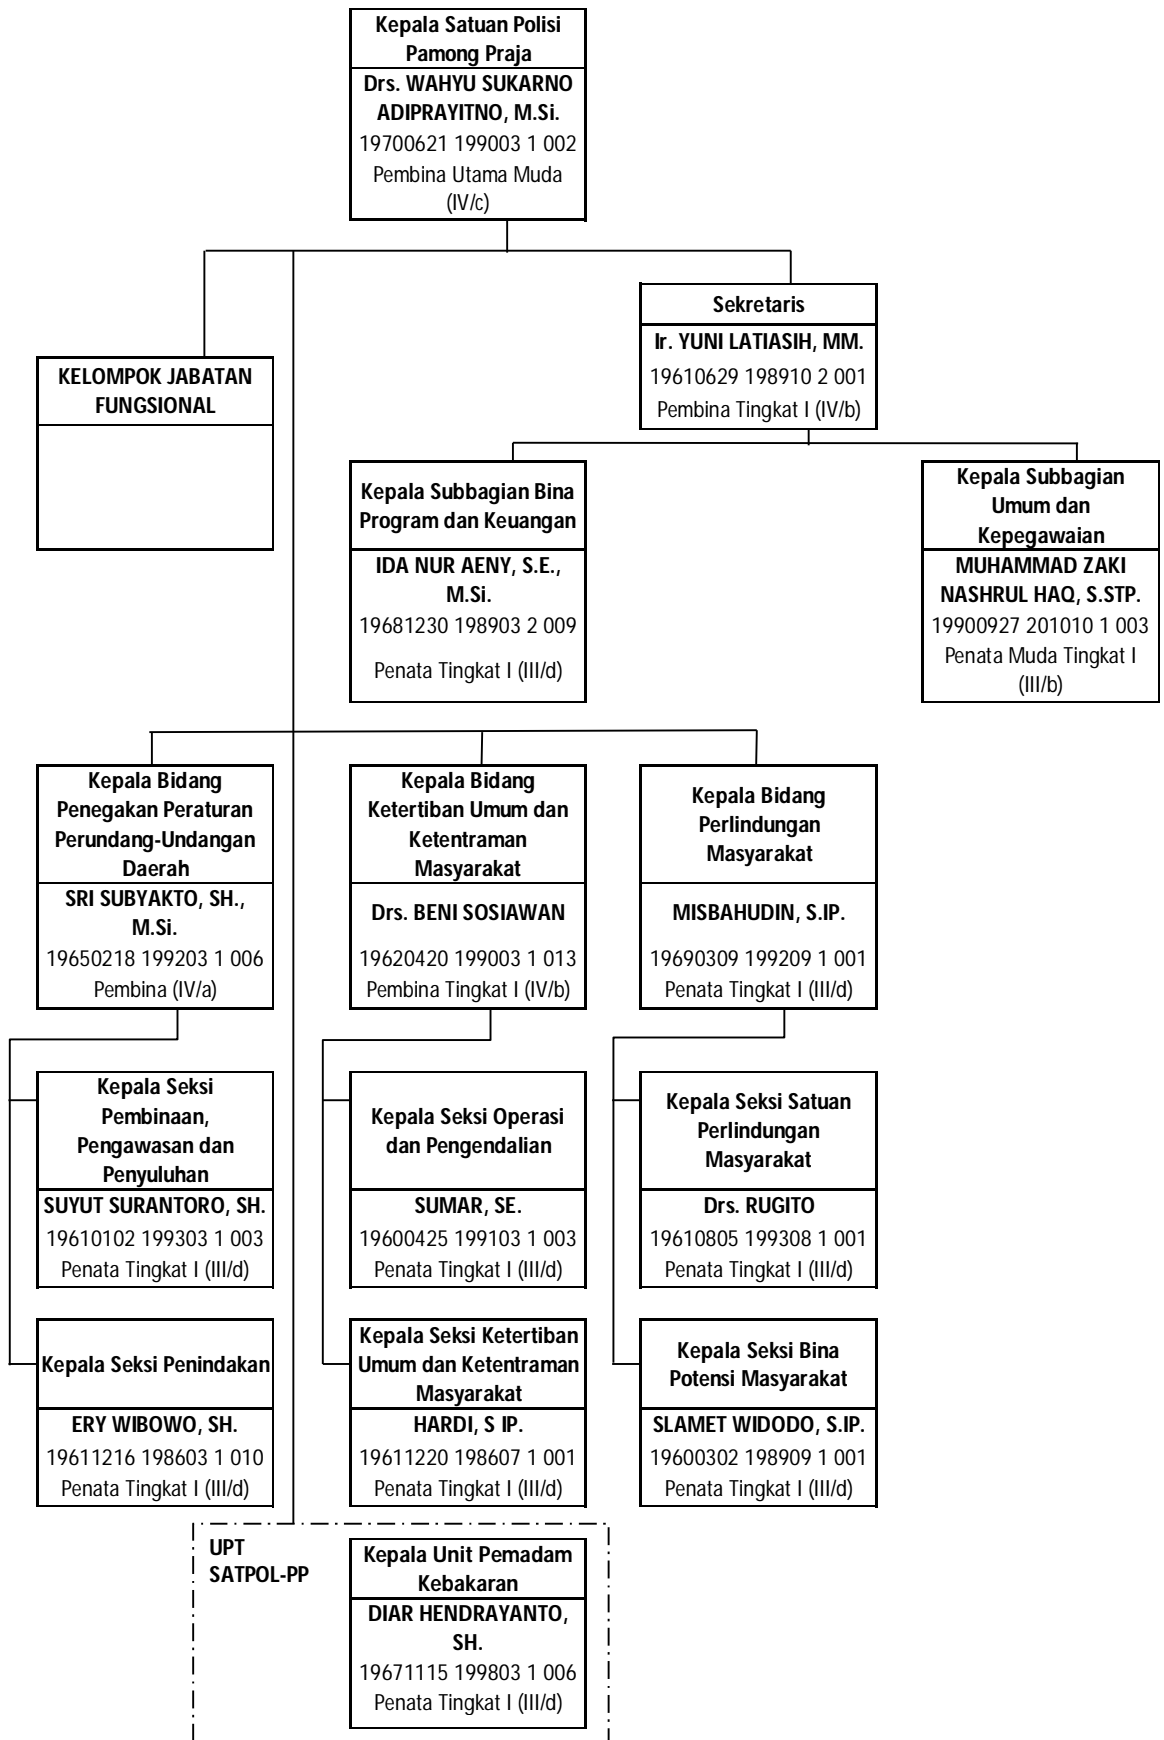 Kepala Satuan Polisi
Pamong Praja
Drs. WAHYU SUKARNO
ADIPRAYITNO, M.Si.
19700621 199003 1 002
Pembina Utama Muda
(IV/c)
Sekretaris
Ir. YUNI LATIASIH, MM.
19610629 198910 2 001
Pembina Tingkat I (IV/b)
KELOMPOK JABATAN
FUNGSIONAL
Kepala Subbagian Bina
Program dan Keuangan
IDA NUR AENY, S.E.,
M.Si.
19681230 198903 2 009
Penata Tingkat I (III/d)
Kepala Subbagian
Umum dan
Kepegawaian
MUHAMMAD ZAKI
NASHRUL HAQ, S.STP.
19900927 201010 1 003
Penata Muda Tingkat I
(III/b)
Kepala Bidang
Penegakan Peraturan
Perundang-Undangan
Daerah
SRI SUBYAKTO, SH.,
M.Si.
19650218 199203 1 006
Pembina (IV/a)
Kepala Bidang
Ketertiban Umum dan
Ketentraman
Masyarakat
Drs. BENI SOSIAWAN
19620420 199003 1 013
Pembina Tingkat I (IV/b)
Kepala Bidang
Perlindungan
Masyarakat
MISBAHUDIN, S.IP.
19690309 199209 1 001
Penata Tingkat I (III/d)
Kepala Seksi
Pembinaan,
Pengawasan dan
Penyuluhan
SUYUT SURANTORO, SH.
19610102 199303 1 003
Penata Tingkat I (III/d)
Kepala Seksi Operasi
dan Pengendalian
SUMAR, SE.
19600425 199103 1 003
Penata Tingkat I (III/d)
Kepala Seksi Satuan
Perlindungan
Masyarakat
Drs. RUGITO
19610805 199308 1 001
Penata Tingkat I (III/d)
Kepala Seksi Penindakan
ERY WIBOWO, SH.
19611216 198603 1 010
Penata Tingkat I (III/d)
Kepala Seksi Ketertiban
Umum dan Ketentraman
Masyarakat
HARDI, S IP.
19611220 198607 1 001
Penata Tingkat I (III/d)
Kepala Seksi Bina
Potensi Masyarakat
SLAMET WIDODO, S.IP.
19600302 198909 1 001
Penata Tingkat I (III/d)
UPT
SATPOL-PP
Kepala Unit Pemadam
Kebakaran
DIAR HENDRAYANTO,
SH.
19671115 199803 1 006
Penata Tingkat I (III/d)